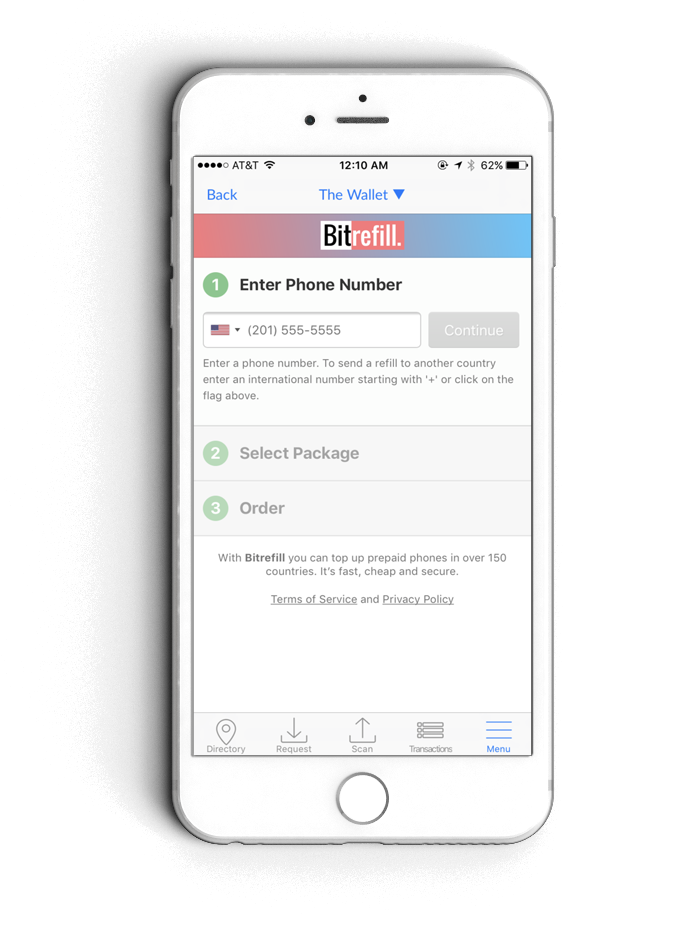 AT&T 12:10 AM 62%
Back The Wallet ▼
Bitrefill.
1 Enter Phone Number
(201) 555-5555 Continue
Enter a phone number. To send a refill to another country
enter an international number starting with '+' or click on the
flag above.
2 Select Package
3 Order
With Bitrefill you can top up prepaid phones in over 150
countries. It's fast, cheap and secure.
Terms of Service and Privacy Policy
Directory Request Scan Transactions Menu